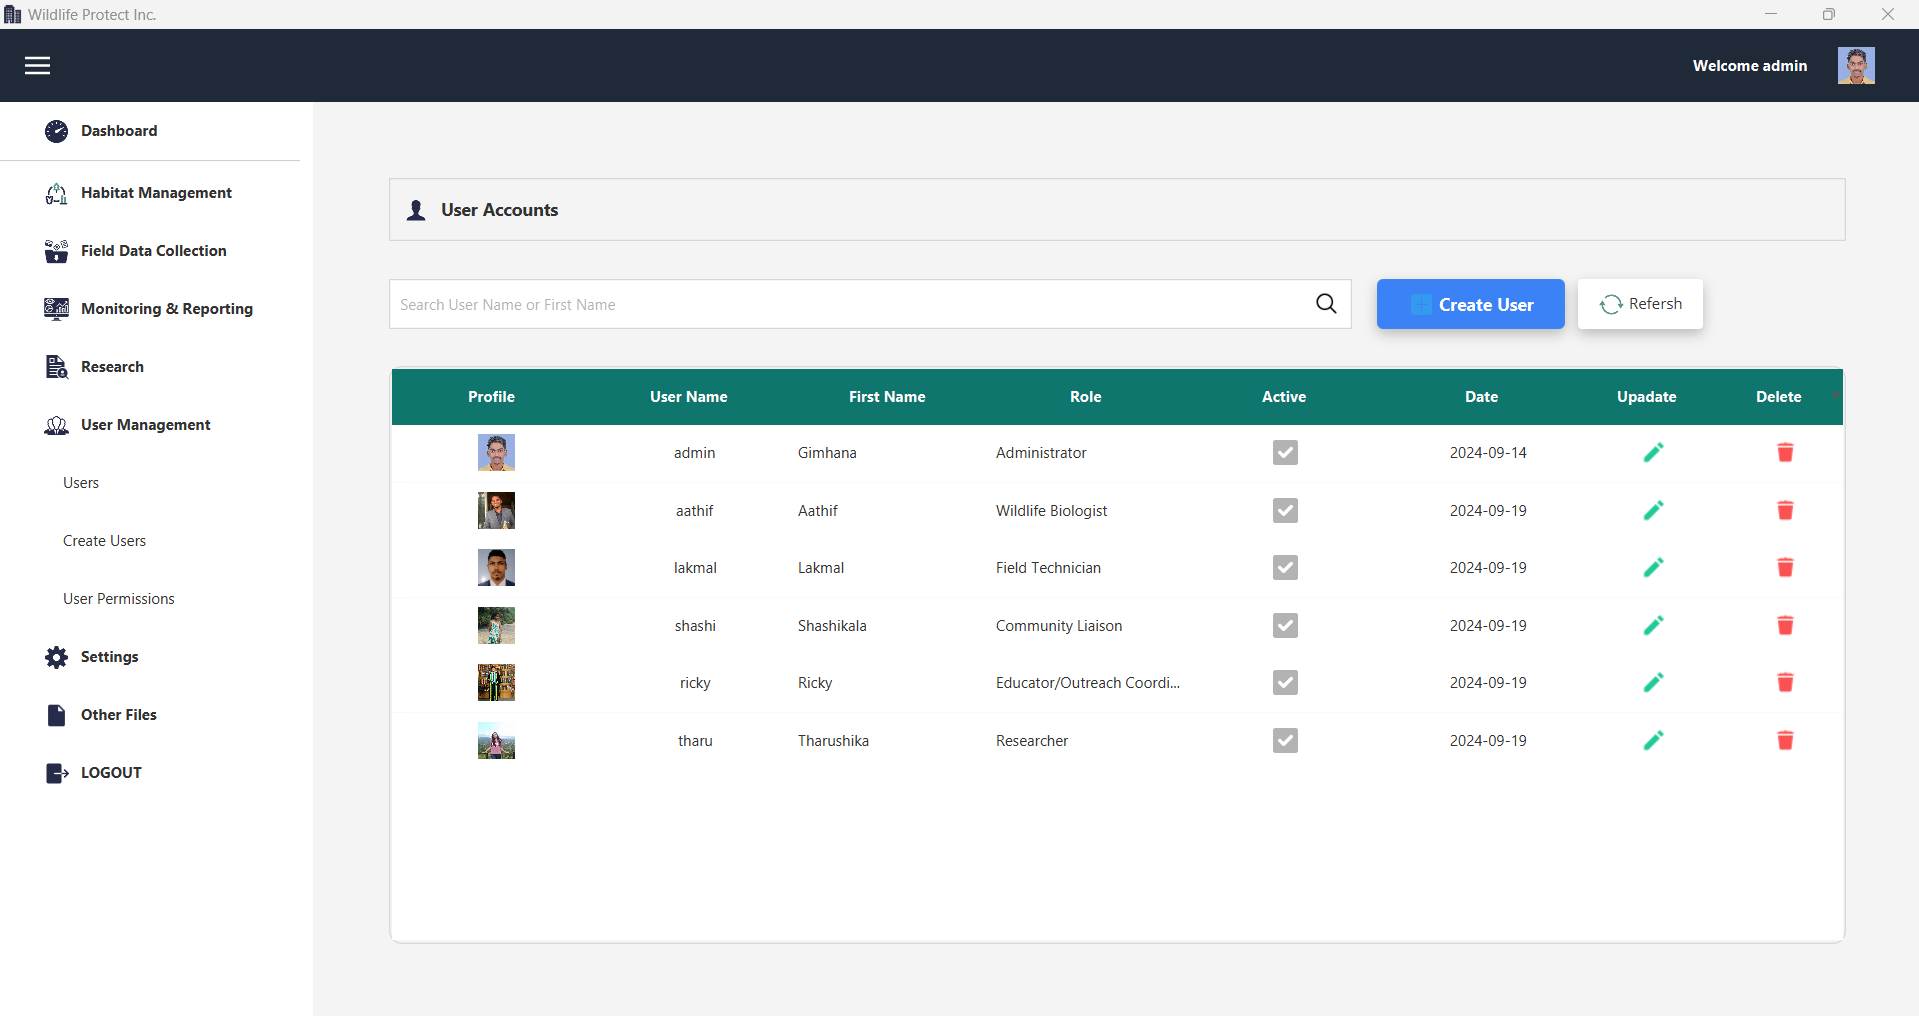 Wildlife Protect Inc.
Welcome admin
Dashboard
Habitat Management
Field Data Collection
Monitoring & Reporting
Research
User Management
Users
Create Users
User Permissions
Settings
Other Files
LOGOUT
User Accounts
Search User Name or First Name
Create User
Refersh
Profile User Name First Name Role Active Date Upadate Delete
admin Gimhana Administrator 2024-09-14
aathif Aathif Wildlife Biologist 2024-09-19
lakmal Lakmal Field Technician 2024-09-19
shashi Shashikala Community Liaison 2024-09-19
ricky Ricky Educator/Outreach Coordi... 2024-09-19
tharu Tharushika Researcher 2024-09-19